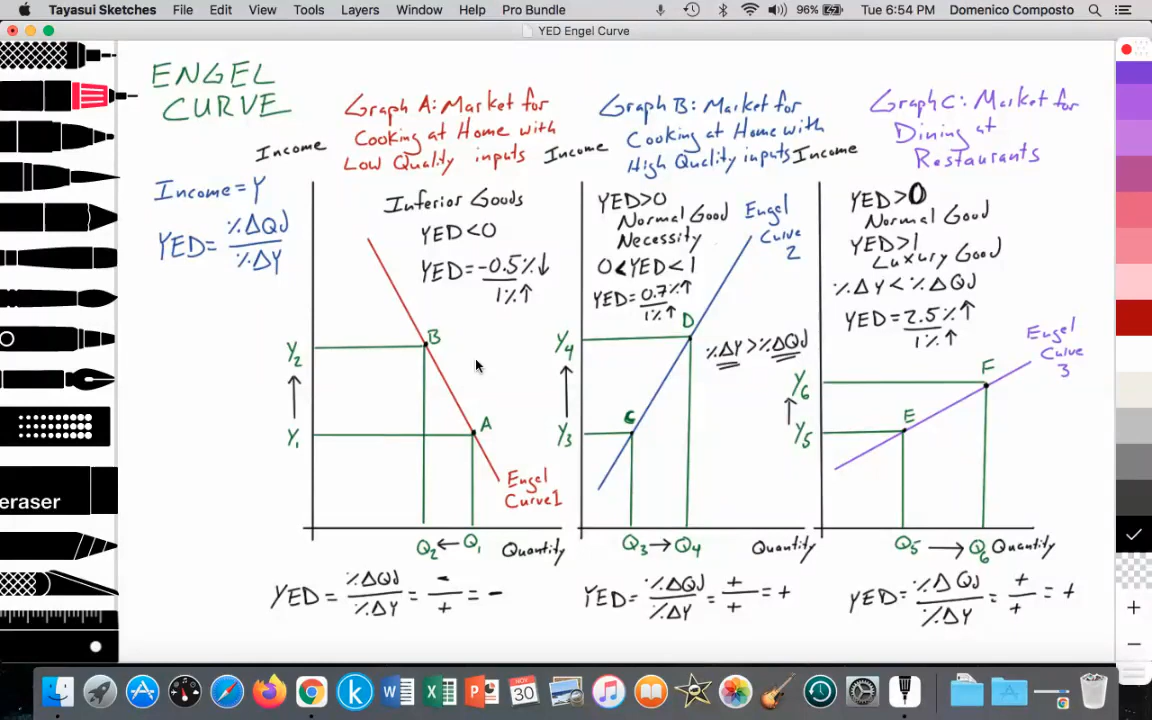 Tayasui Sketches File Edit View Tools Layers Window Help Pro Bundle 96% Tue 6:54 PM Domenico Composto
YED Engel Curve
ENGEL
CURVE
Income = Y
YED = %ΔQd
%ΔY
Graph A: Market for
Cooking at Home with
Low Quality inputs
Income
Inferior Goods
YED<0
YED = -0.5%↓
1%↑
B
A
Y2
↑
Y1
Engel
Curve1
Q2 ← Q1 Quantity
YED = %ΔQd = - = -
%ΔY +
Graph B: Market for
Cooking at Home with
High Quality inputs
Income
YED>0
Normal Good
Necessity
0<YED<1
YED = 0.7%↑
1%↑
Engel
Curve
2
D
%ΔY > %ΔQd
C
Y4
↑
Y3
Q3 → Q4 Quantity
YED = %ΔQd = + = +
%ΔY +
Graph C: Market for
Dining at
Restaurants
Income
YED>0
Normal Good
YED>1
Luxury Good
%ΔY < %ΔQd
YED = 2.5%↑
1%↑
Engel
Curve
3
F
E
Y6
↑
Y5
Q5 → Q6 Quantity
YED = %ΔQd = + = +
%ΔY +
eraser
NOV
30